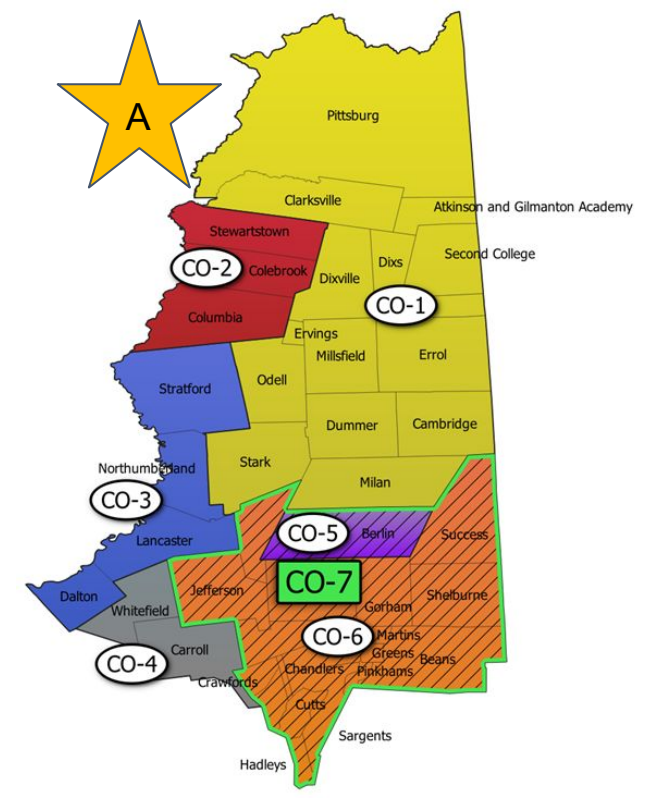 A
Pittsburg
Clarksville
Atkinson and Gilmanton Academy
Stewartstown
Second College
CO-2
Colebrook
Dixs
Dixville
CO-1
Columbia
Ervings
Millsfield
Errol
Odell
Stratford
Dummer
Cambridge
Northumberland
Stark
Milan
CO-3
CO-5
Berlin
Success
Lancaster
CO-7
Jefferson
Dalton
Whitefield
Gorham
Shelburne
CO-6
Martins
Greens
Carroll
CO-4
Chandlers
Pinkhams
Beans
Crawfords
Cutts
Sargents
Hadleys